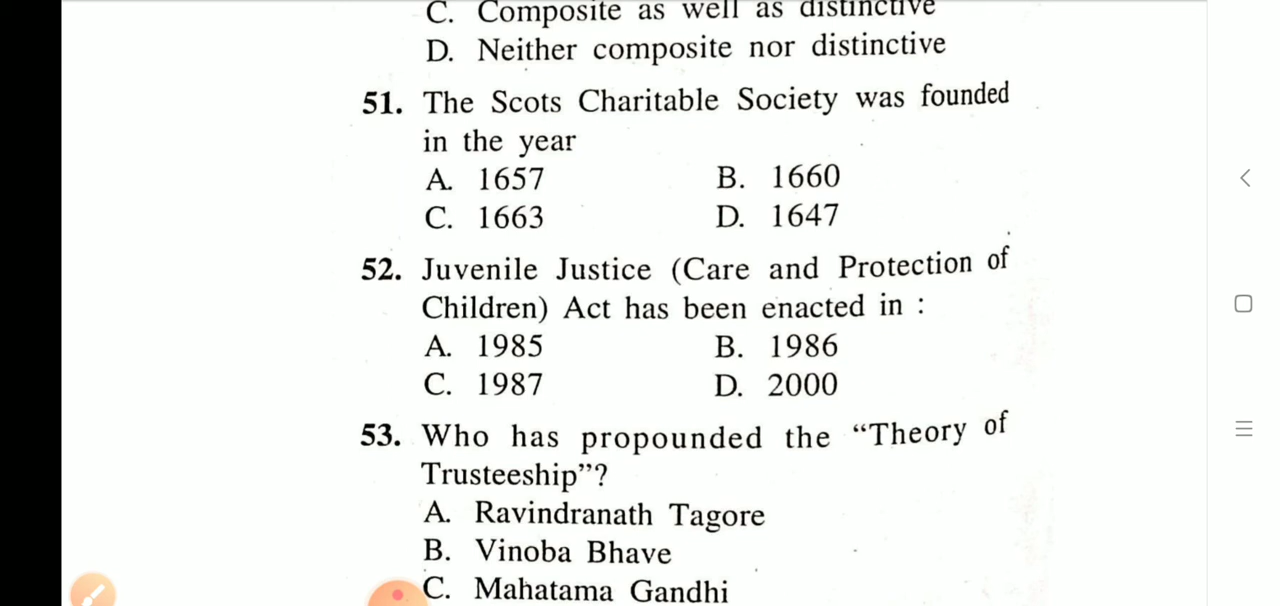 C. Composite as well as distinctive
D. Neither composite nor distinctive
51. The Scots Charitable Society was founded
in the year
A. 1657 B. 1660
C. 1663 D. 1647
52. Juvenile Justice (Care and Protection of
Children) Act has been enacted in :
A. 1985 B. 1986
C. 1987 D. 2000
53. Who has propounded the “Theory of
Trusteeship”?
A. Ravindranath Tagore
B. Vinoba Bhave
C. Mahatama Gandhi